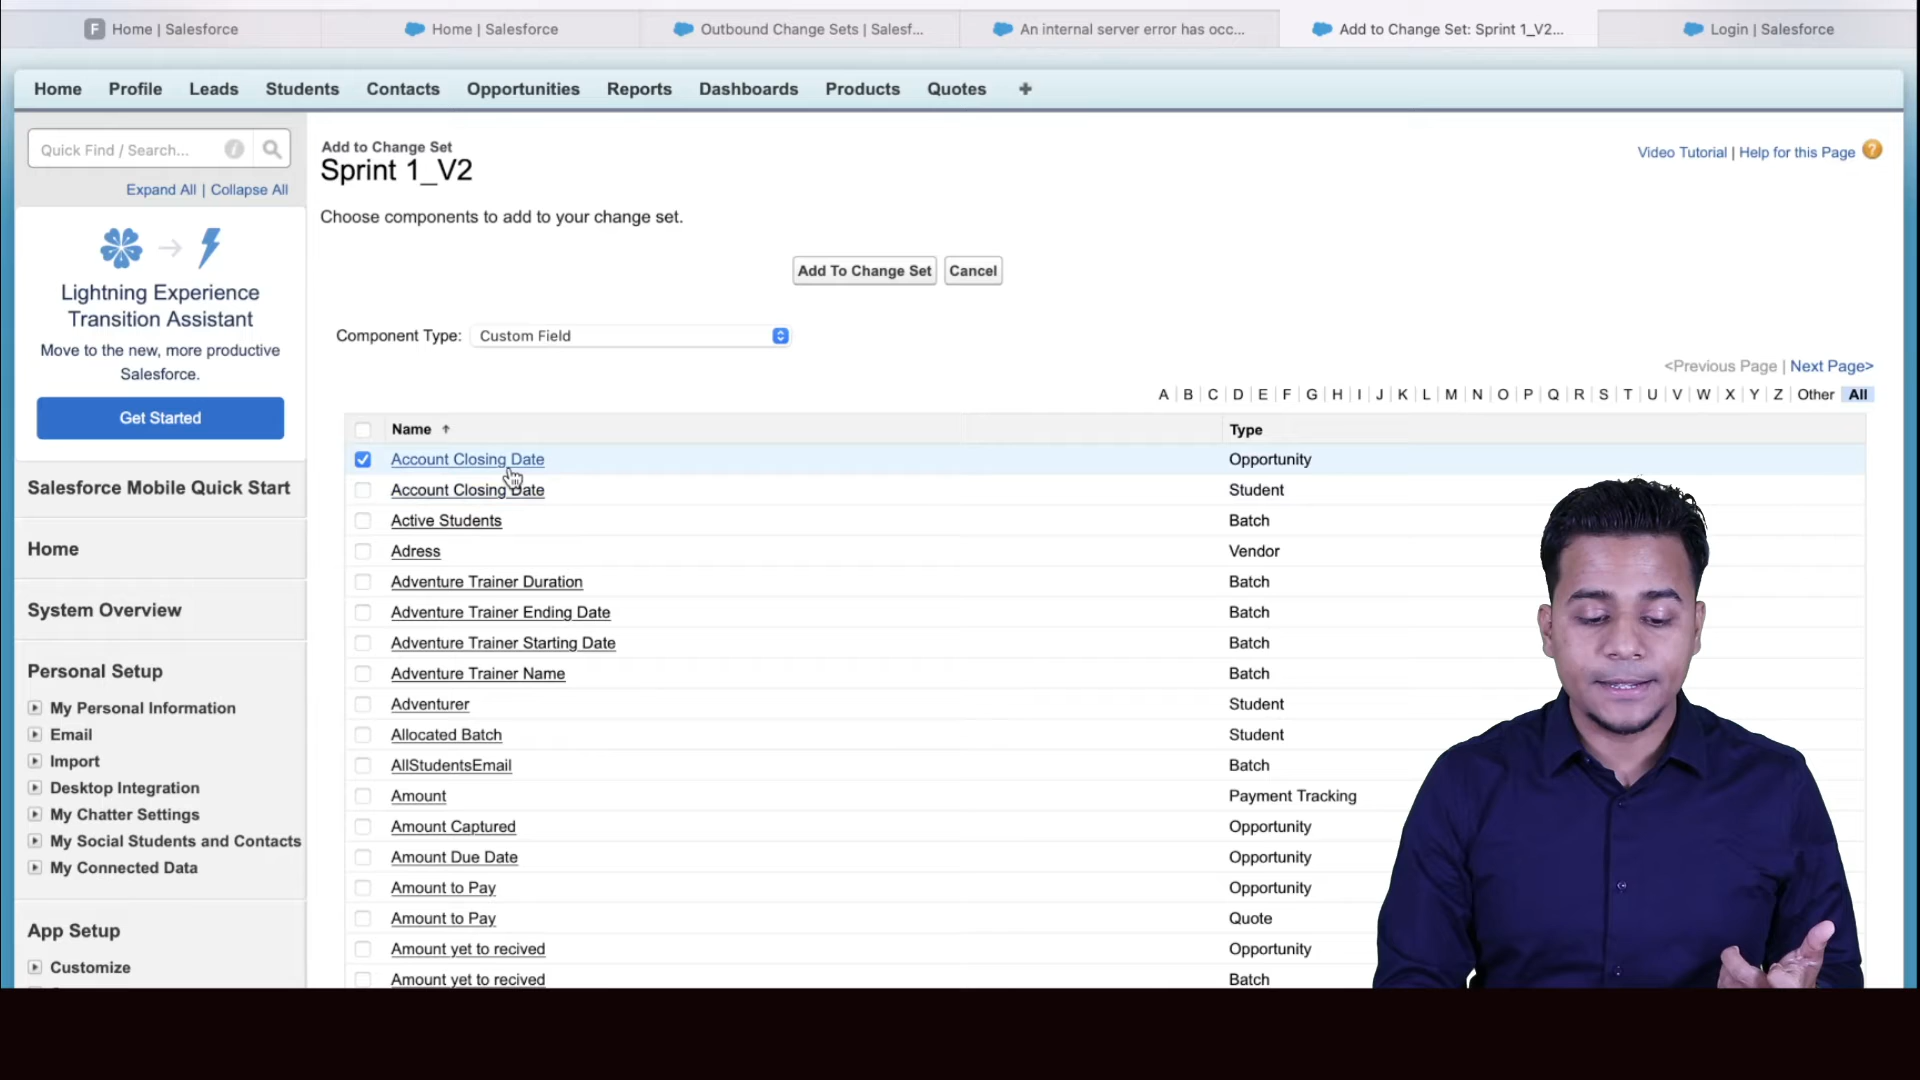 F Home | Salesforce
Home | Salesforce
Outbound Change Sets | Salesf...
An internal server error has occ...
Add to Change Set: Sprint 1_V2...
Login | Salesforce
Home Profile Leads Students Contacts Opportunities Reports Dashboards Products Quotes +
Quick Find / Search... i
Expand All | Collapse All
Lightning Experience
Transition Assistant
Move to the new, more productive
Salesforce.
Get Started
Salesforce Mobile Quick Start
Home
System Overview
Personal Setup
My Personal Information
Email
Import
Desktop Integration
My Chatter Settings
My Social Students and Contacts
My Connected Data
App Setup
Customize
Add to Change Set
Sprint 1_V2
Video Tutorial | Help for this Page ?
Choose components to add to your change set.
Add To Change Set Cancel
Component Type: Custom Field
<Previous Page | Next Page>
A | B | C | D | E | F | G | H | I | J | K | L | M | N | O | P | Q | R | S | T | U | V | W | X | Y | Z | Other All
Name ↑ Type
Account Closing Date Opportunity
Account Closing Date Student
Active Students Batch
Adress Vendor
Adventure Trainer Duration Batch
Adventure Trainer Ending Date Batch
Adventure Trainer Starting Date Batch
Adventure Trainer Name Batch
Adventurer Student
Allocated Batch Student
AllStudentsEmail Batch
Amount Payment Tracking
Amount Captured Opportunity
Amount Due Date Opportunity
Amount to Pay Opportunity
Amount to Pay Quote
Amount yet to recived Opportunity
Amount yet to recived Batch